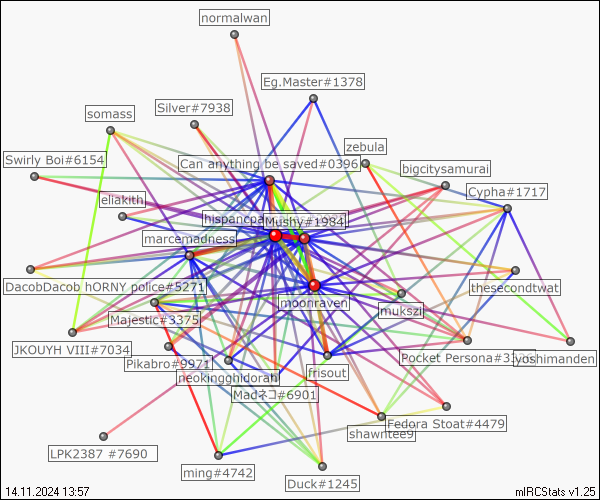 normalwan
Eg.Master#1378
Silver#7938
somass
zebula
Swirly Boi#6154
Can anything be saved#0396
bigcitysamurai
Cypha#1717
eliakith
Mushy#1984
marcemadness
DacobDacob hORNY police#5271
thesecondtwat
moonraven
mukszi
Majestic#3375
JKOUYH VIII#7034
Pikabro#9971
frisout
Pocket Persona#3
yoshimanden
neokingghidorah
Madネコ#6901
Fedora Stoat#4479
shawntee9
LPK2387 #7690
ming#4742
Duck#1245
14.11.2024 13:57
mIRCStats v1.25